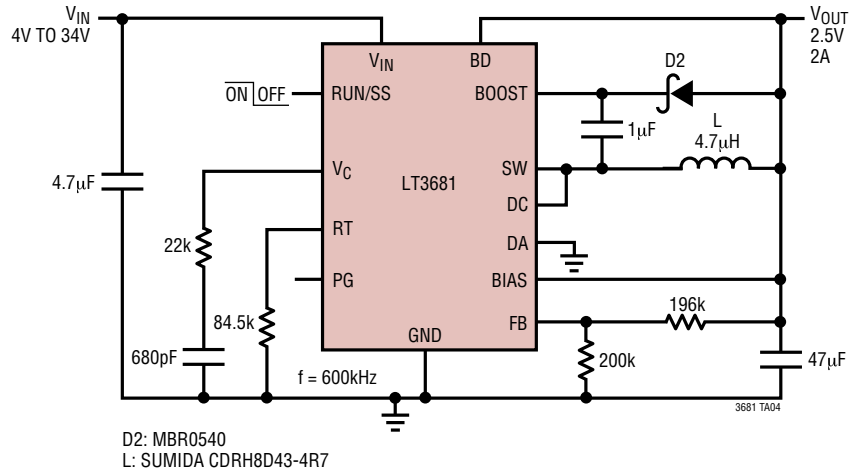 VIN
4V TO 34V
VOUT
2.5V
2A
VIN
BD
D2
ON OFF
RUN/SS
BOOST
1µF
L
4.7µH
4.7µF
VC
LT3681
SW
DC
22k
RT
DA
PG
BIAS
84.5k
196k
FB
GND
680pF
f = 600kHz
200k
47µF
3681 TA04
D2: MBR0540
L: SUMIDA CDRH8D43-4R7